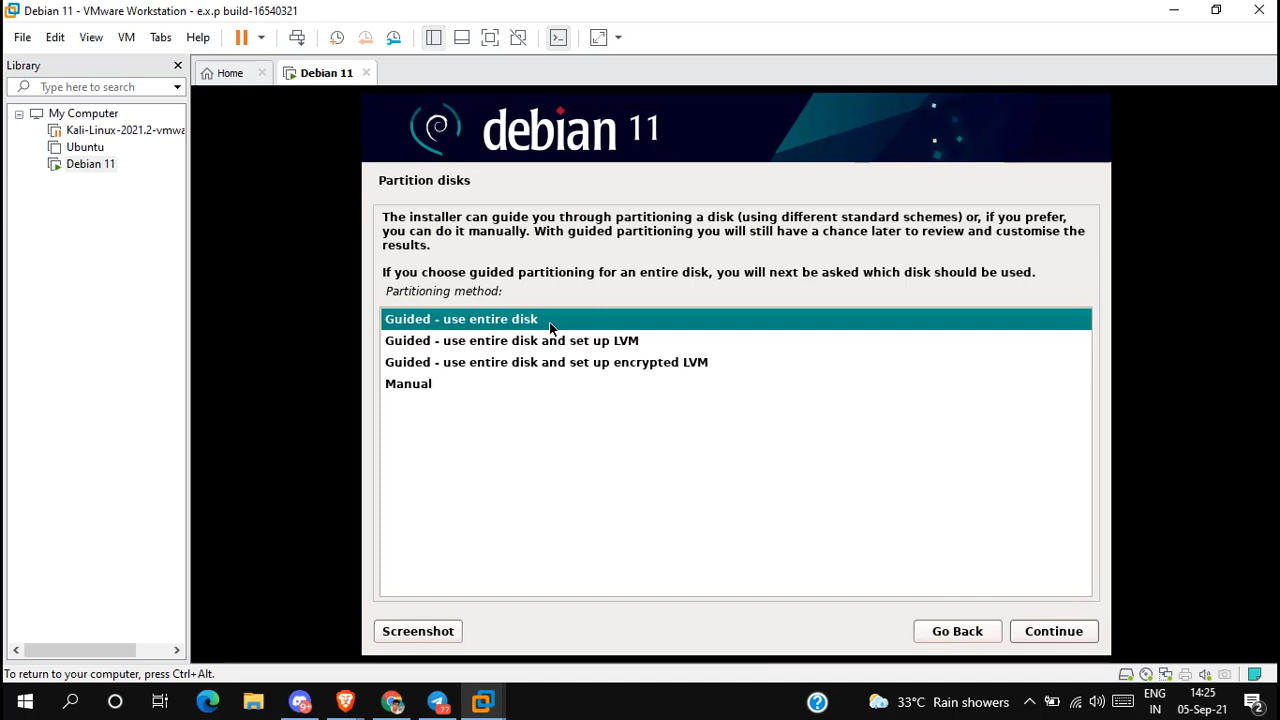 Debian 11 - VMware Workstation - e.x.p build-16540321
File Edit View VM Tabs Help
Library
Type here to search
Home
Debian 11
My Computer
Kali-Linux-2021.2-vmwa
Ubuntu
Debian 11
debian 11
Partition disks
The installer can guide you through partitioning a disk (using different standard schemes) or, if you prefer,
you can do it manually. With guided partitioning you will still have a chance later to review and customise the
results.
If you choose guided partitioning for an entire disk, you will next be asked which disk should be used.
Partitioning method:
Guided - use entire disk
Guided - use entire disk and set up LVM
Guided - use entire disk and set up encrypted LVM
Manual
Screenshot
Go Back
Continue
To return to your computer, press Ctrl+Alt.
33°C Rain showers
ENG
IN
14:25
05-Sep-21
2